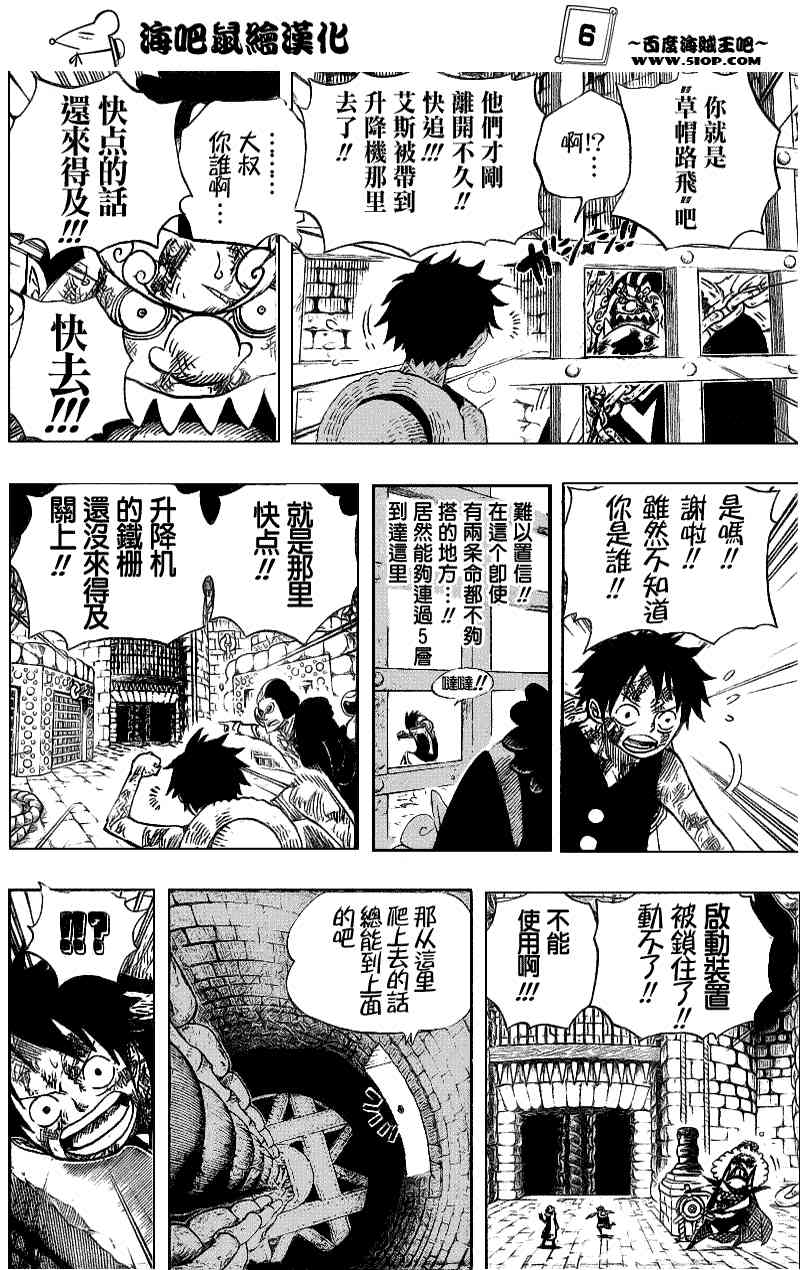 海吧鼠繪漢化
6
~百度海賊王吧~
WWW.5IOP.COM
你就是
"草帽路飛"吧
啊!?…
他們才剛
離開不久!!
快追!!!
艾斯被帶到
升降機那里
去了!!
………
大叔
你誰啊…
快点的話
還來得及!!!
快去!!!
是嗎!!
謝啦!!
雖然不知道
你是誰!!
難以置信!!
在這个即使
有兩条命都不夠
搭的地方…!!
居然能夠連過5層
到達這里
噠噠!!
就是那里
快点!!
升降机
的鐵柵
還沒來得及
關上!!
啟動裝置
被鎖住了!!
動不了!!
不能
使用啊!!!
那从這里
爬上去的話
總能到上面
的吧
!!?